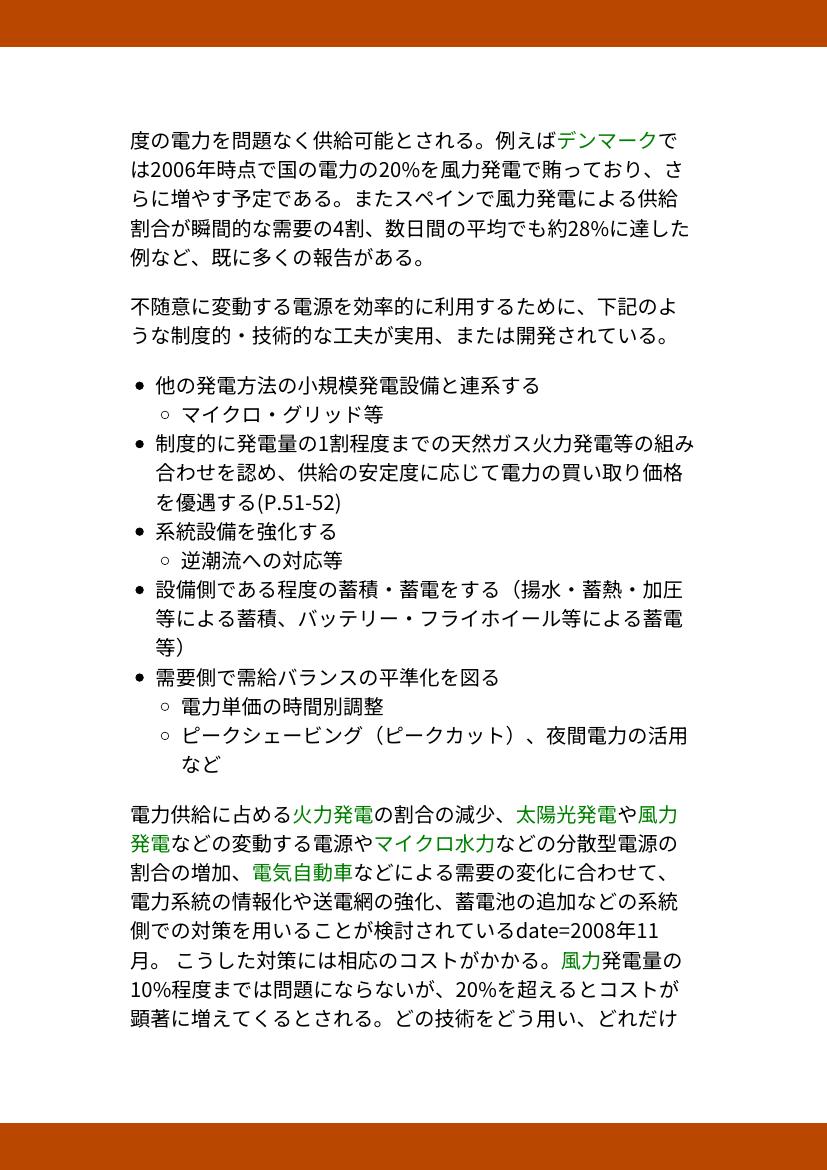 度の電力を問題なく供給可能とされる。例えばデンマークで
は2006年時点で国の電力の20%を風力発電で賄っており、さ
らに増やす予定である。またスペインで風力発電による供給
割合が瞬間的な需要の4割、数日間の平均でも約28%に達した
例など、既に多くの報告がある。
不随意に変動する電源を効率的に利用するために、下記のよ
うな制度的・技術的な工夫が実用、または開発されている。
• 他の発電方法の小規模発電設備と連系する
◦ マイクロ・グリッド等
• 制度的に発電量の1割程度までの天然ガス火力発電等の組み
合わせを認め、供給の安定度に応じて電力の買い取り価格
を優遇する(P.51-52)
• 系統設備を強化する
◦ 逆潮流への対応等
• 設備側である程度の蓄積・蓄電をする（揚水・蓄熱・加圧
等による蓄積、バッテリー・フライホイール等による蓄電
等）
• 需要側で需給バランスの平準化を図る
◦ 電力単価の時間別調整
◦ ピークシェービング（ピークカット）、夜間電力の活用
など
電力供給に占める火力発電の割合の減少、太陽光発電や風力
発電などの変動する電源やマイクロ水力などの分散型電源の
割合の増加、電気自動車などによる需要の変化に合わせて、
電力系統の情報化や送電網の強化、蓄電池の追加などの系統
側での対策を用いることが検討されているdate=2008年11
月。 こうした対策には相応のコストがかかる。風力発電量の
10%程度までは問題にならないが、20%を超えるとコストが
顕著に増えてくるとされる。どの技術をどう用い、どれだけ